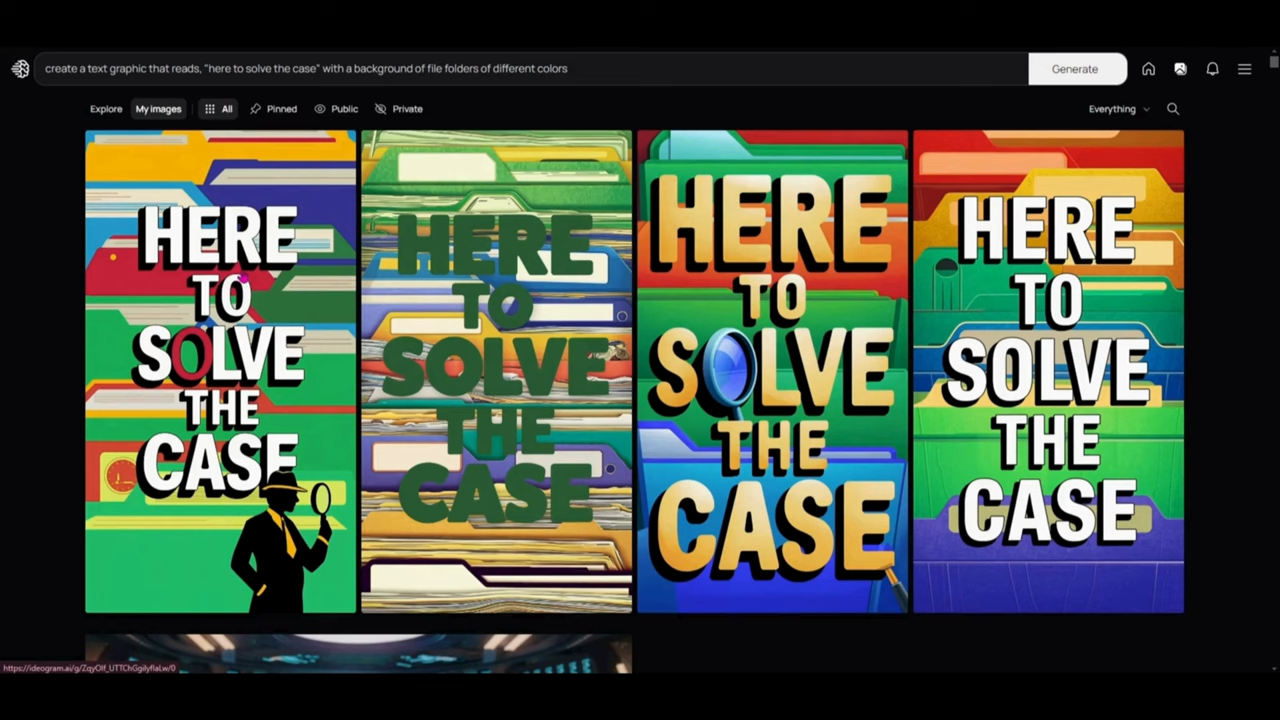 create a text graphic that reads, "here to solve the case" with a background of file folders of different colors
Generate
Explore
My images
All
Pinned
Public
Private
Everything
HERE
TO
SOLVE
THE
CASE
HERE
TO
SOLVE
THE
CASE
HERE
TO
SOLVE
THE
CASE
HERE
TO
SOLVE
THE
CASE